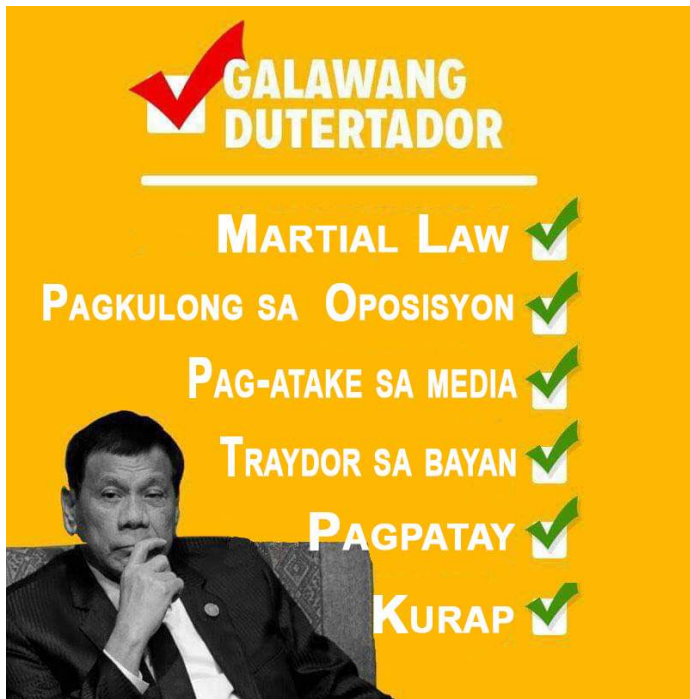 GALAWANG
DUTERTADOR
MARTIAL LAW
PAGKULONG SA OPOSISYON
PAG-ATAKE SA MEDIA
TRAYDOR SA BAYAN
PAGPATAY
KURAP